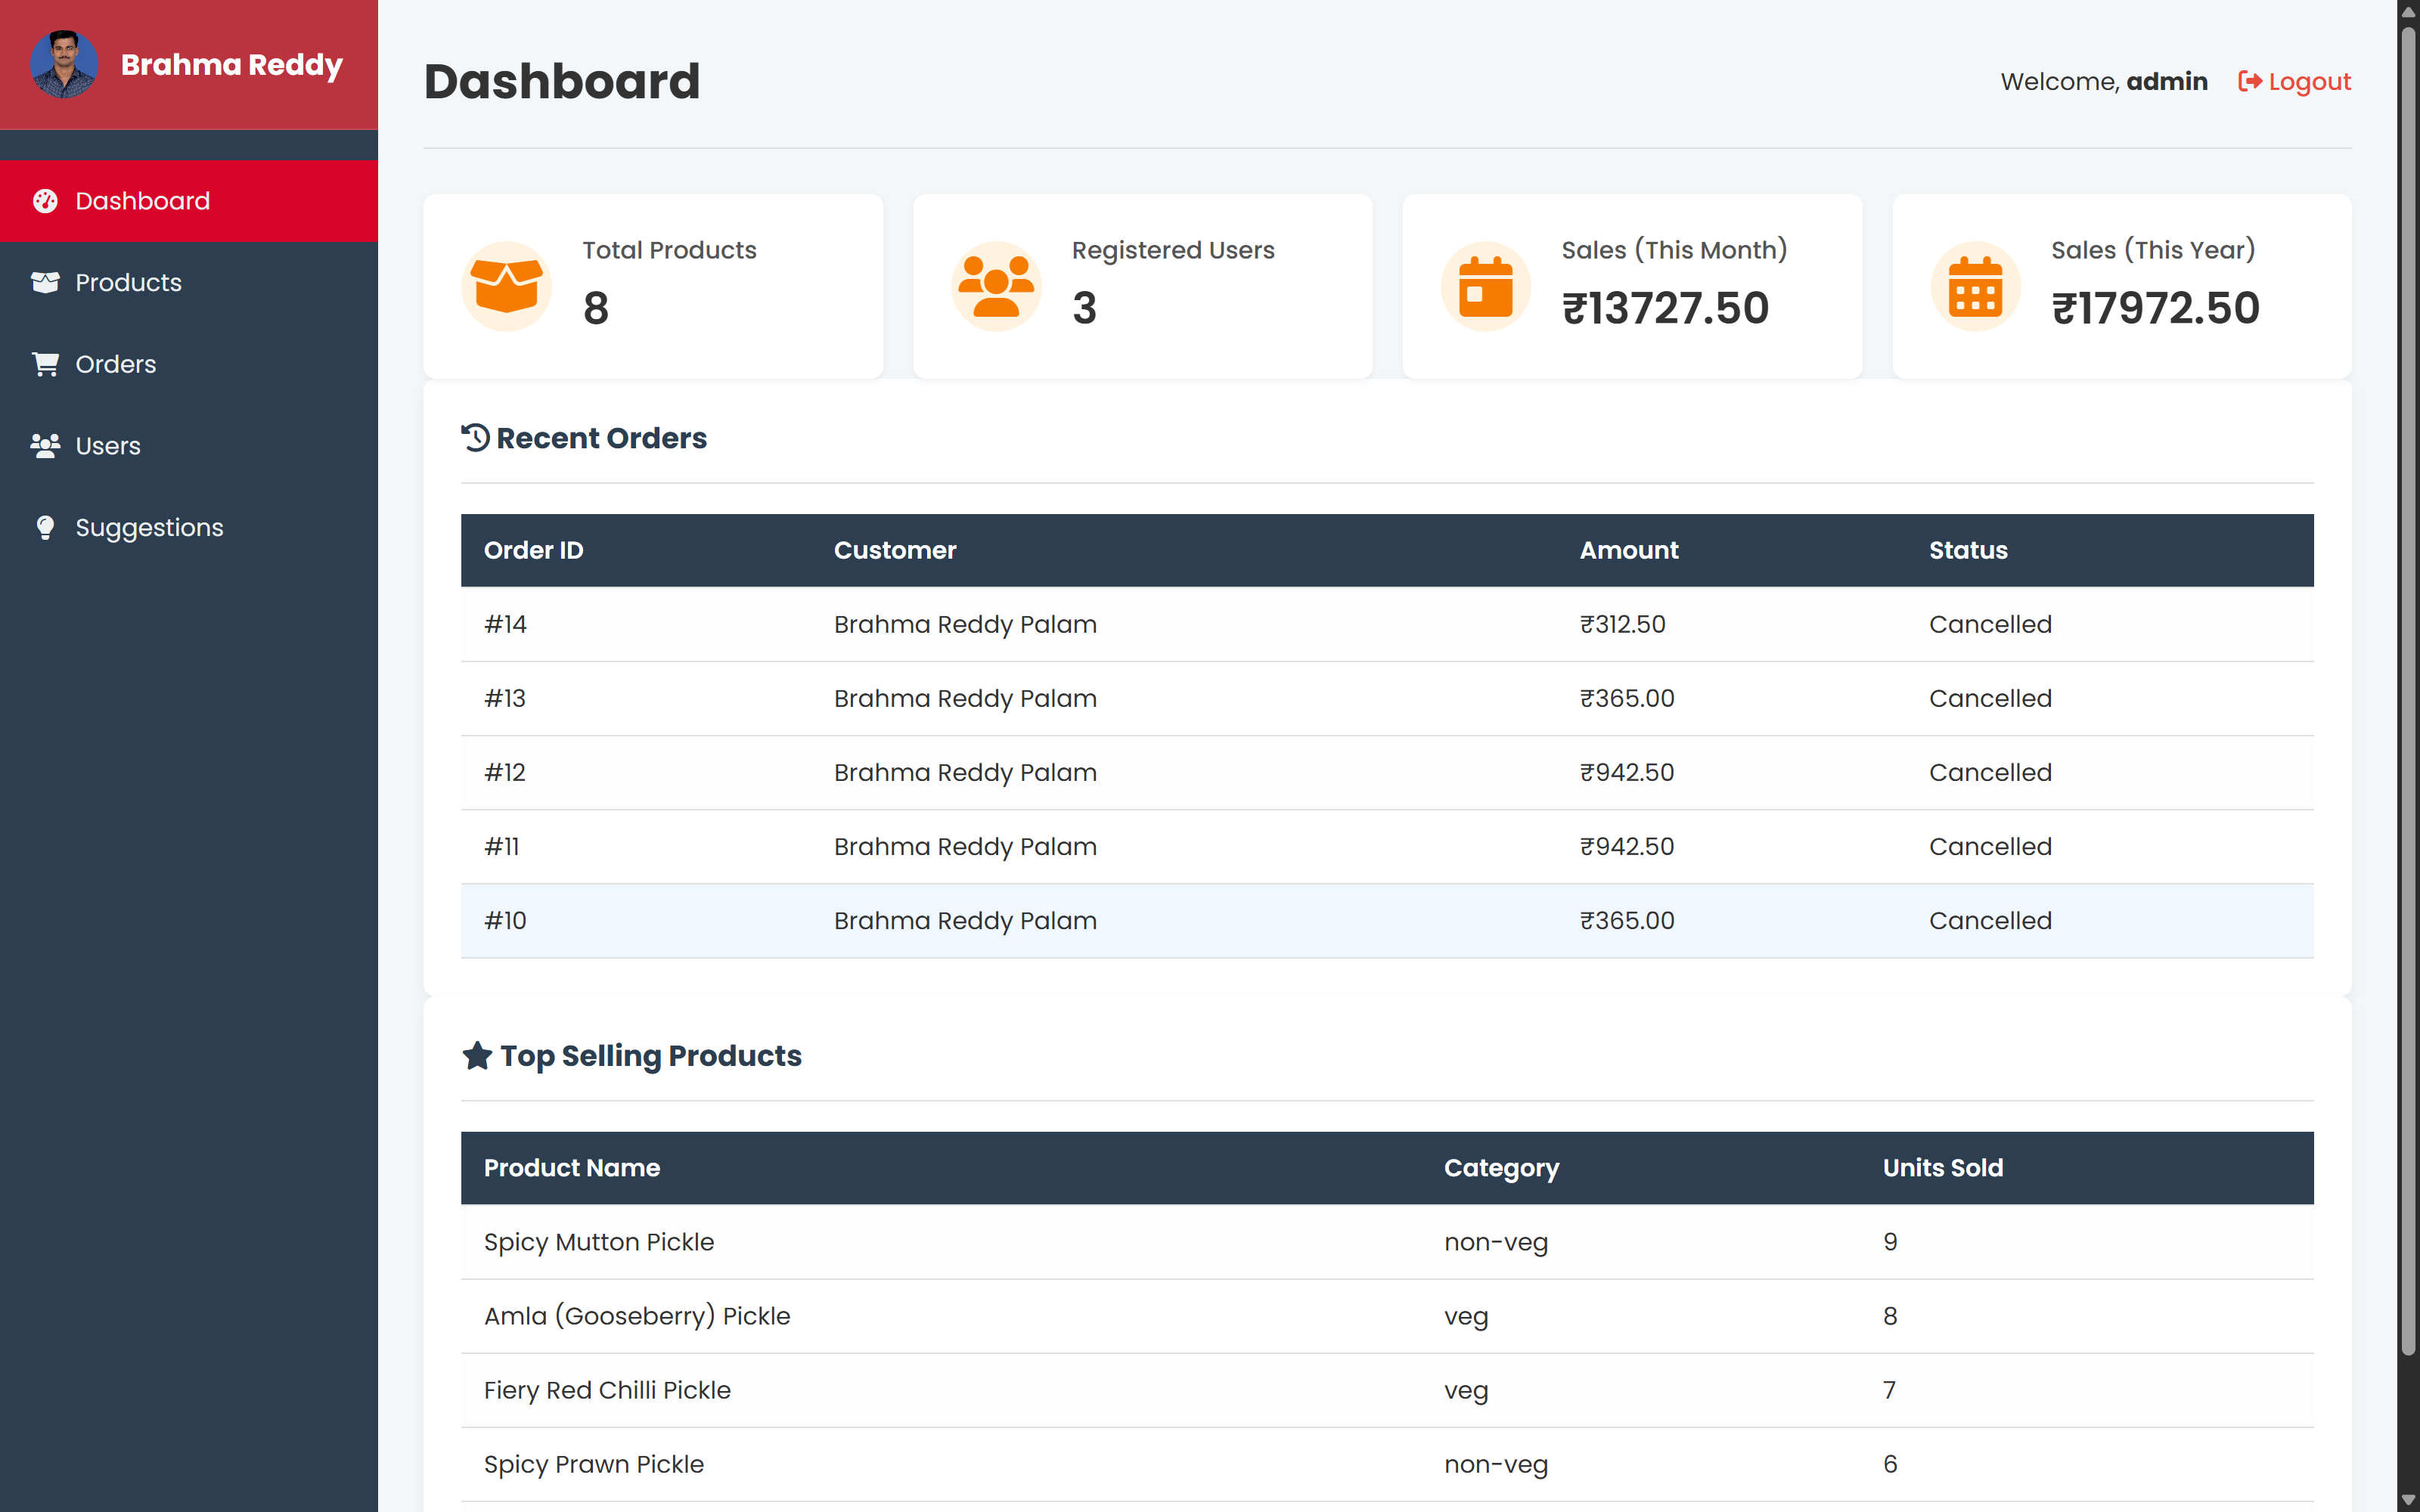 Brahma Reddy
Dashboard
Products
Orders
Users
Suggestions
Dashboard
Welcome, admin Logout
Total Products
8
Registered Users
3
Sales (This Month)
₹13727.50
Sales (This Year)
₹17972.50
Recent Orders
Order ID Customer Amount Status
#14 Brahma Reddy Palam ₹312.50 Cancelled
#13 Brahma Reddy Palam ₹365.00 Cancelled
#12 Brahma Reddy Palam ₹942.50 Cancelled
#11 Brahma Reddy Palam ₹942.50 Cancelled
#10 Brahma Reddy Palam ₹365.00 Cancelled
Top Selling Products
Product Name Category Units Sold
Spicy Mutton Pickle non-veg 9
Amla (Gooseberry) Pickle veg 8
Fiery Red Chilli Pickle veg 7
Spicy Prawn Pickle non-veg 6